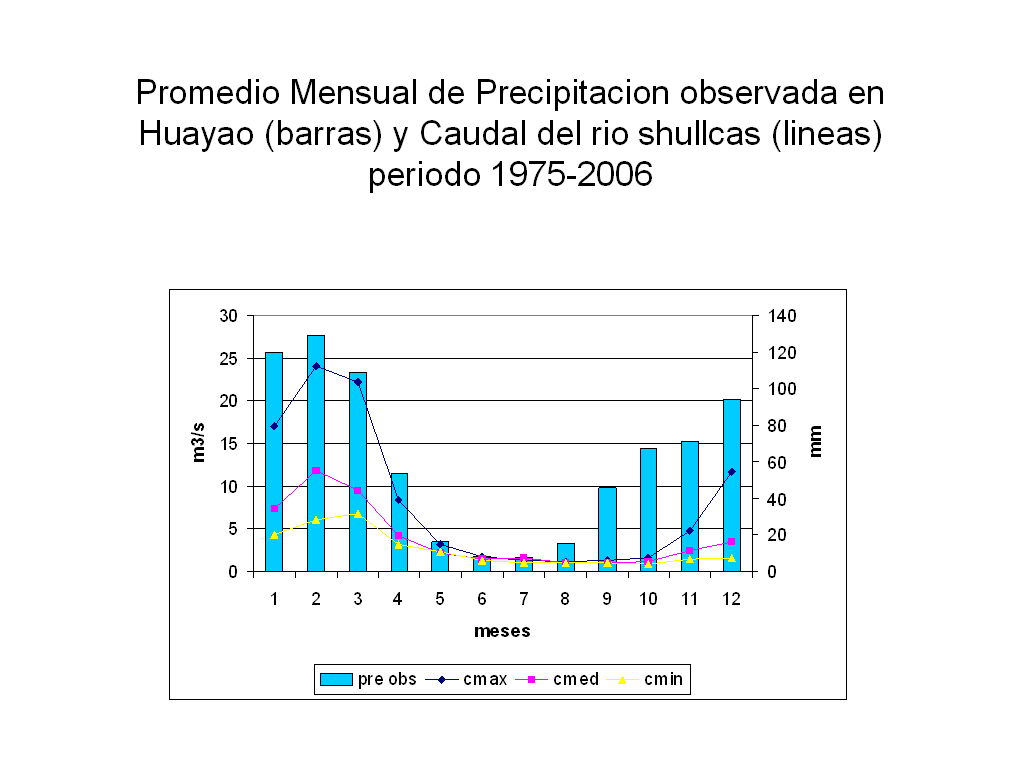 Promedio Mensual de Precipitacion observada en
Huayao (barras) y Caudal del rio shullcas (lineas)
periodo 1975-2006
30 140
25 120
20 100
15 80
10 60
5 40
0 20
0
m3/s
mm
1 2 3 4 5 6 7 8 9 10 11 12
meses
pre obs cmax cmed cmin